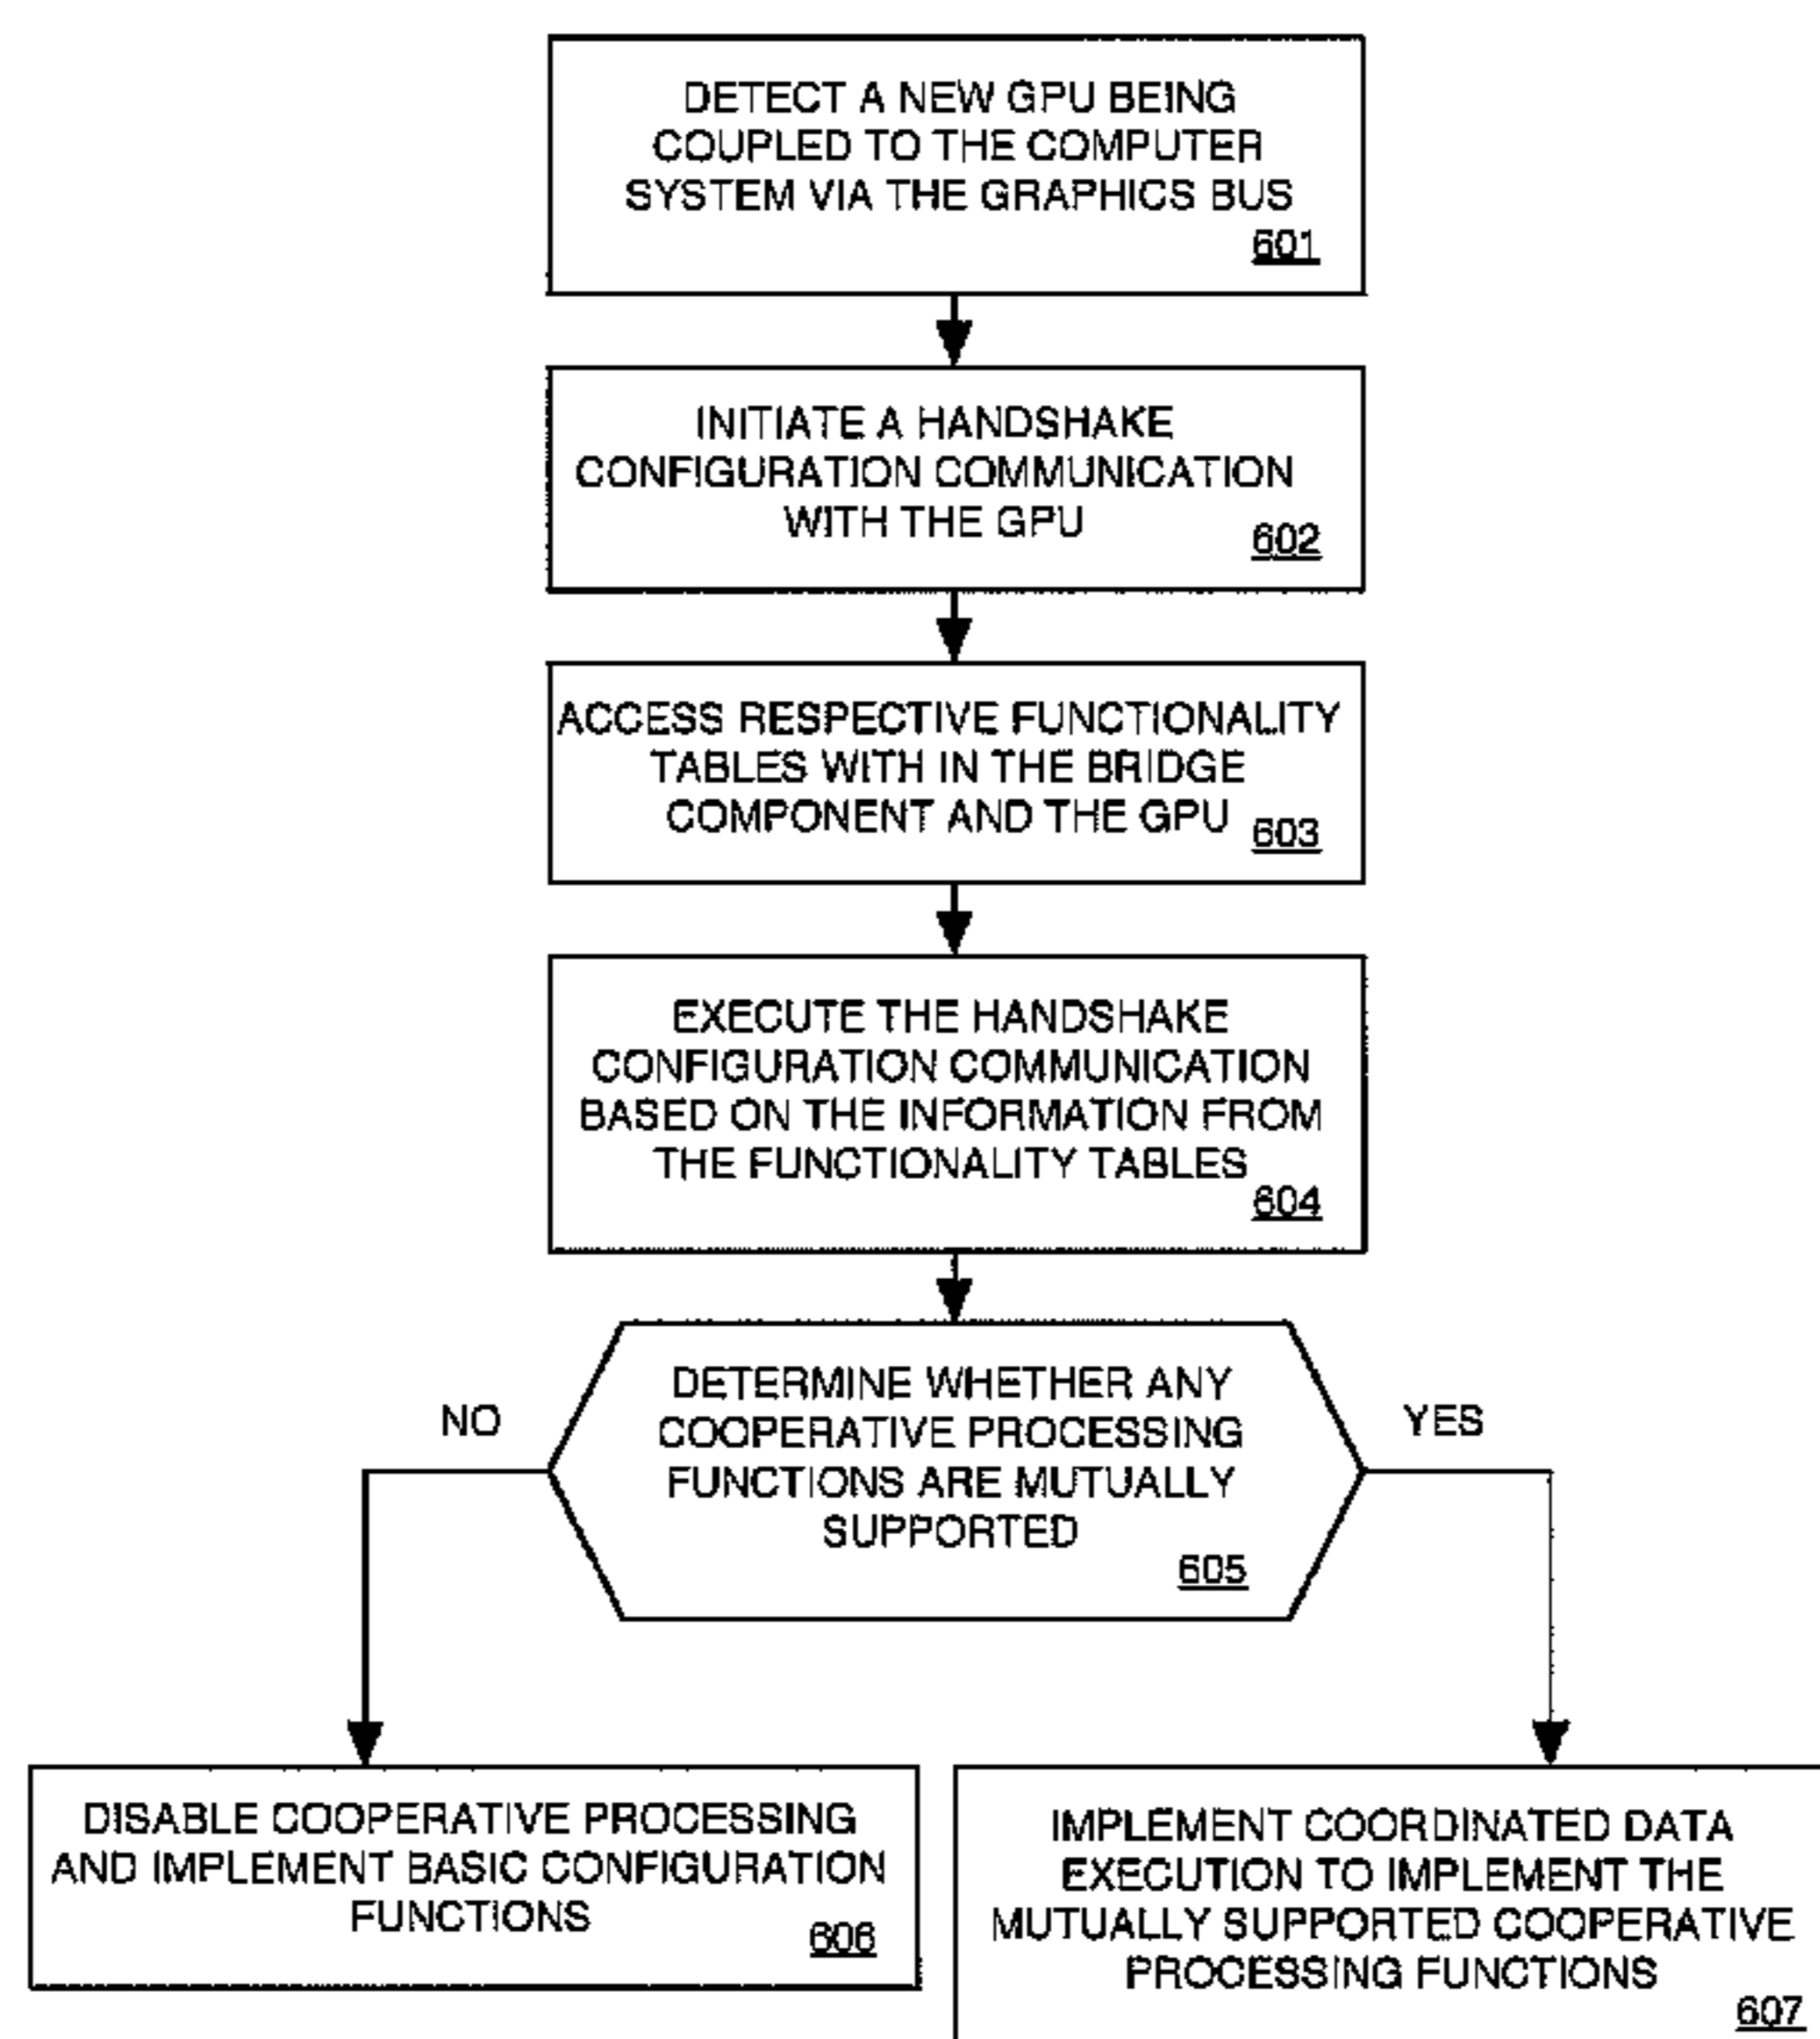 DETECT A NEW GPU BEING
COUPLED TO THE COMPUTER
SYSTEM VIA THE GRAPHICS BUS
601
INITIATE A HANDSHAKE
CONFIGURATION COMMUNICATION
WITH THE GPU
602
ACCESS RESPECTIVE FUNCTIONALITY
TABLES WITH IN THE BRIDGE
COMPONENT AND THE GPU
603
EXECUTE THE HANDSHAKE
CONFIGURATION COMMUNICATION
BASED ON THE INFORMATION FROM
THE FUNCTIONALITY TABLES
604
NO
DETERMINE WHETHER ANY
COOPERATIVE PROCESSING
FUNCTIONS ARE MUTUALLY
SUPPORTED
605
YES
DISABLE COOPERATIVE PROCESSING
AND IMPLEMENT BASIC CONFIGURATION
FUNCTIONS
606
IMPLEMENT COORDINATED DATA
EXECUTION TO IMPLEMENT THE
MUTUALLY SUPPORTED COOPERATIVE
PROCESSING FUNCTIONS
607